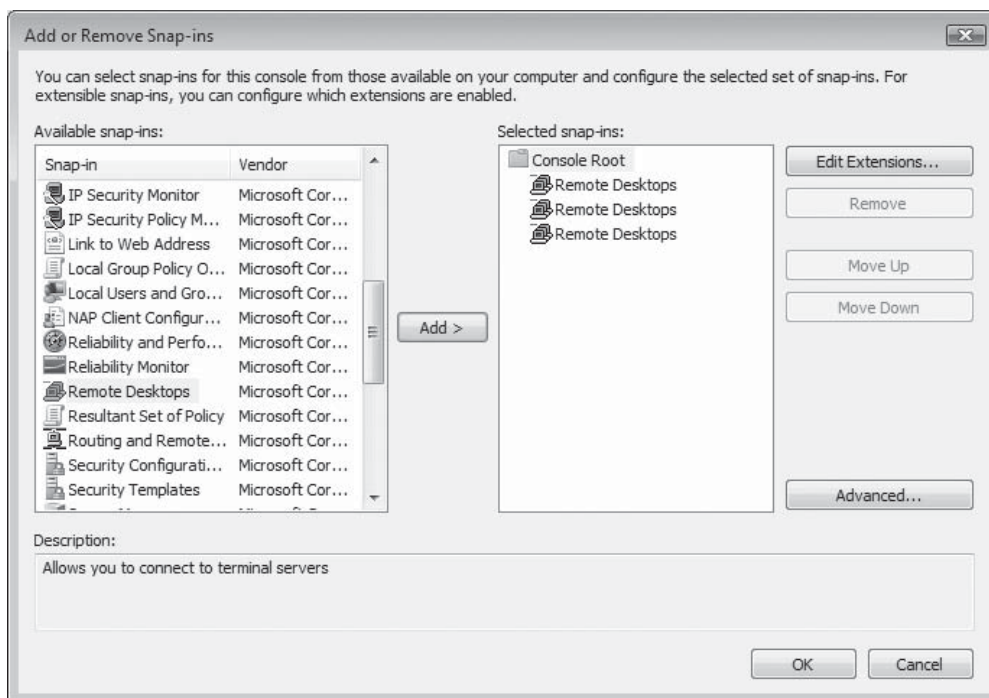 Add or Remove Snap-ins
You can select snap-ins for this console from those available on your computer and configure the selected set of snap-ins. For
extensible snap-ins, you can configure which extensions are enabled.
Available snap-ins:
Snap-in Vendor
IP Security Monitor Microsoft Cor...
IP Security Policy M... Microsoft Cor...
Link to Web Address Microsoft Cor...
Local Group Policy O... Microsoft Cor...
Local Users and Gro... Microsoft Cor...
NAP Client Configur... Microsoft Cor...
Reliability and Perfo... Microsoft Cor...
Reliability Monitor Microsoft Cor...
Remote Desktops Microsoft Cor...
Resultant Set of Policy Microsoft Cor...
Routing and Remote... Microsoft Cor...
Security Configurati... Microsoft Cor...
Security Templates Microsoft Cor...
Add >
Selected snap-ins:
Console Root
Remote Desktops
Remote Desktops
Remote Desktops
Edit Extensions...
Remove
Move Up
Move Down
Advanced...
Description:
Allows you to connect to terminal servers
OK
Cancel